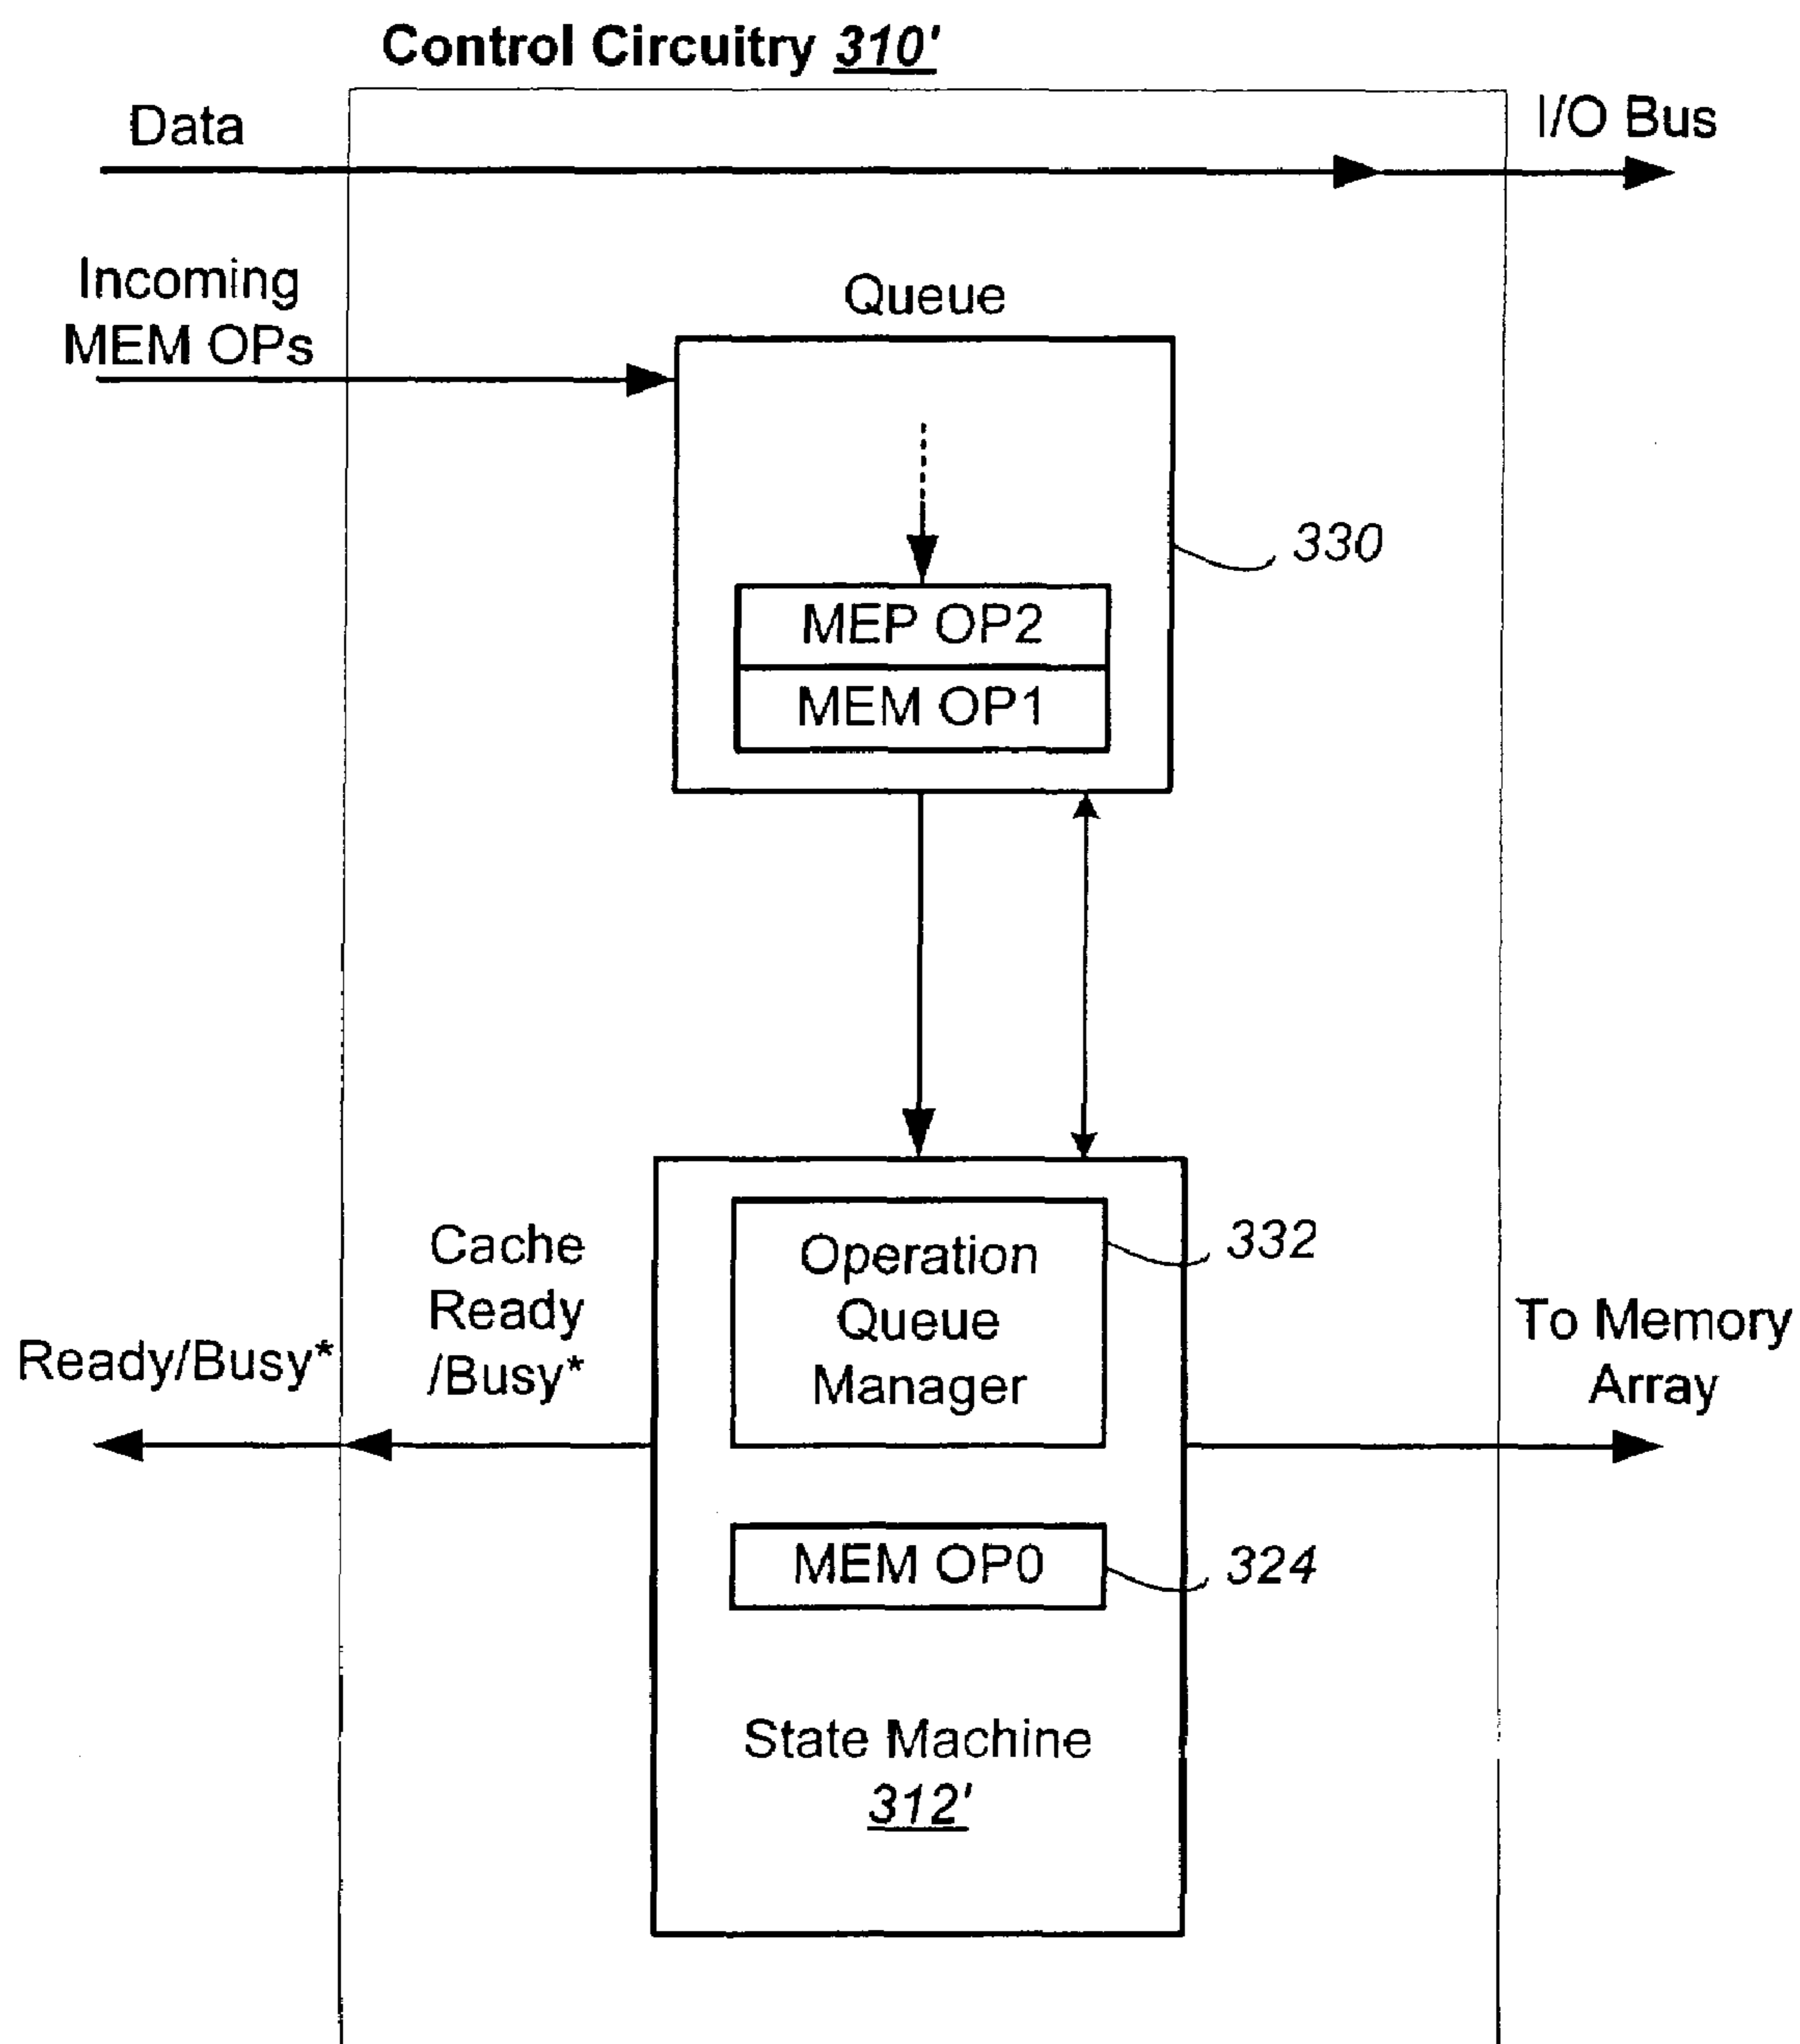 Control Circuitry 310'
Data
I/O Bus
Incoming
MEM OPs
Queue
330
MEP OP2
MEM OP1
Operation
Queue
Manager
332
Cache
Ready
/Busy*
Ready/Busy*
To Memory
Array
MEM OP0
324
State Machine
312'